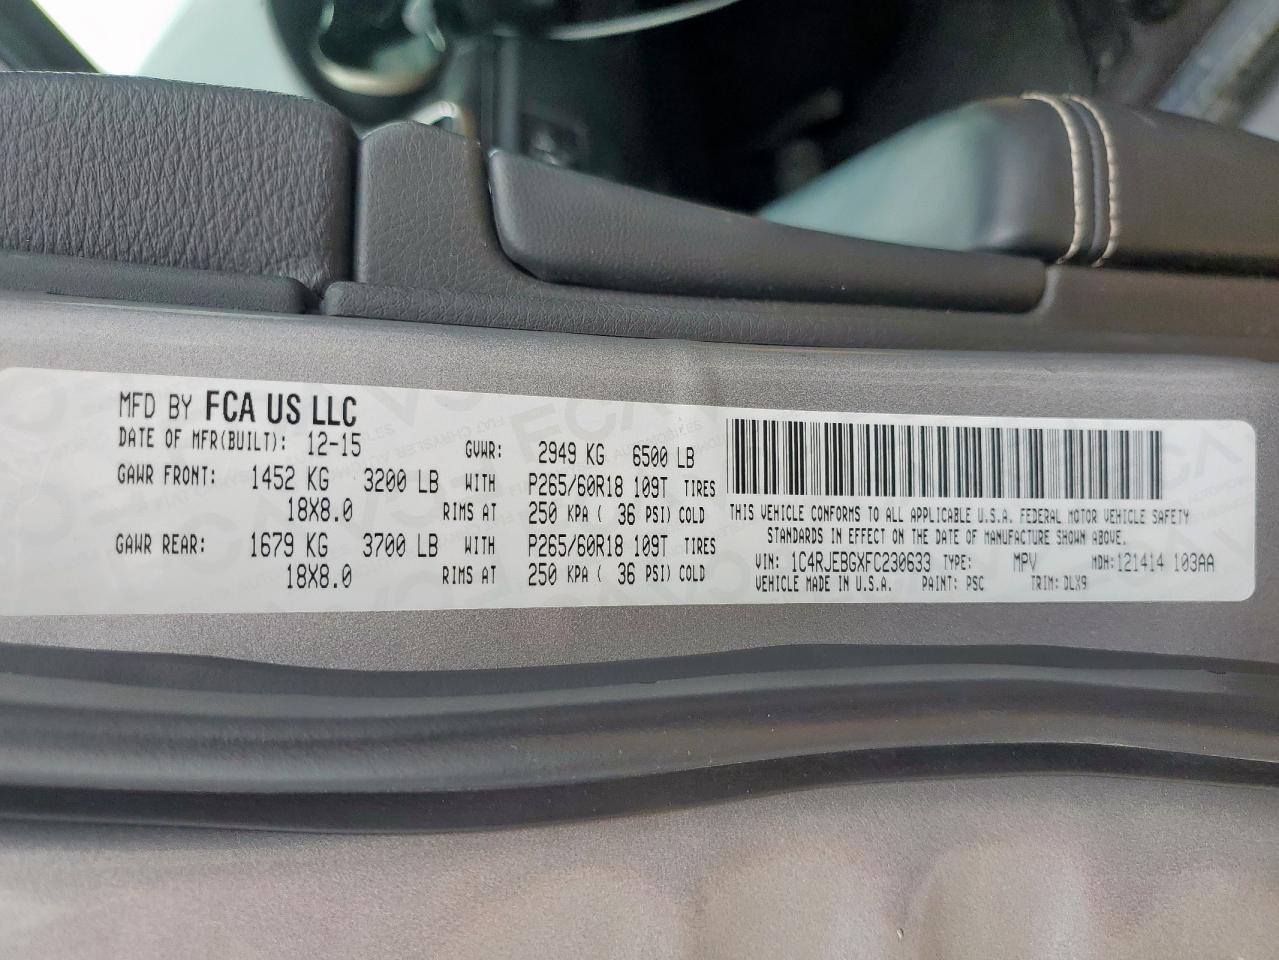 MFD BY FCA US LLC
DATE OF MFR(BUILT): 12-15 GVWR: 2949 KG 6500 LB
GAWR FRONT: 1452 KG 3200 LB WITH P265/60R18 109T TIRES
18X8.0 RIMS AT 250 KPA ( 36 PSI) COLD
GAWR REAR: 1679 KG 3700 LB WITH P265/60R18 109T TIRES
18X8.0 RIMS AT 250 KPA ( 36 PSI) COLD
THIS VEHICLE CONFORMS TO ALL APPLICABLE U.S.A. FEDERAL MOTOR VEHICLE SAFETY
STANDARDS IN EFFECT ON THE DATE OF MANUFACTURE SHOWN ABOVE.
VIN: 1C4RJEBGXFC230633 TYPE: MPV MDH: 121414 103AA
VEHICLE MADE IN U.S.A. PAINT: PSC TRIM: DLX9